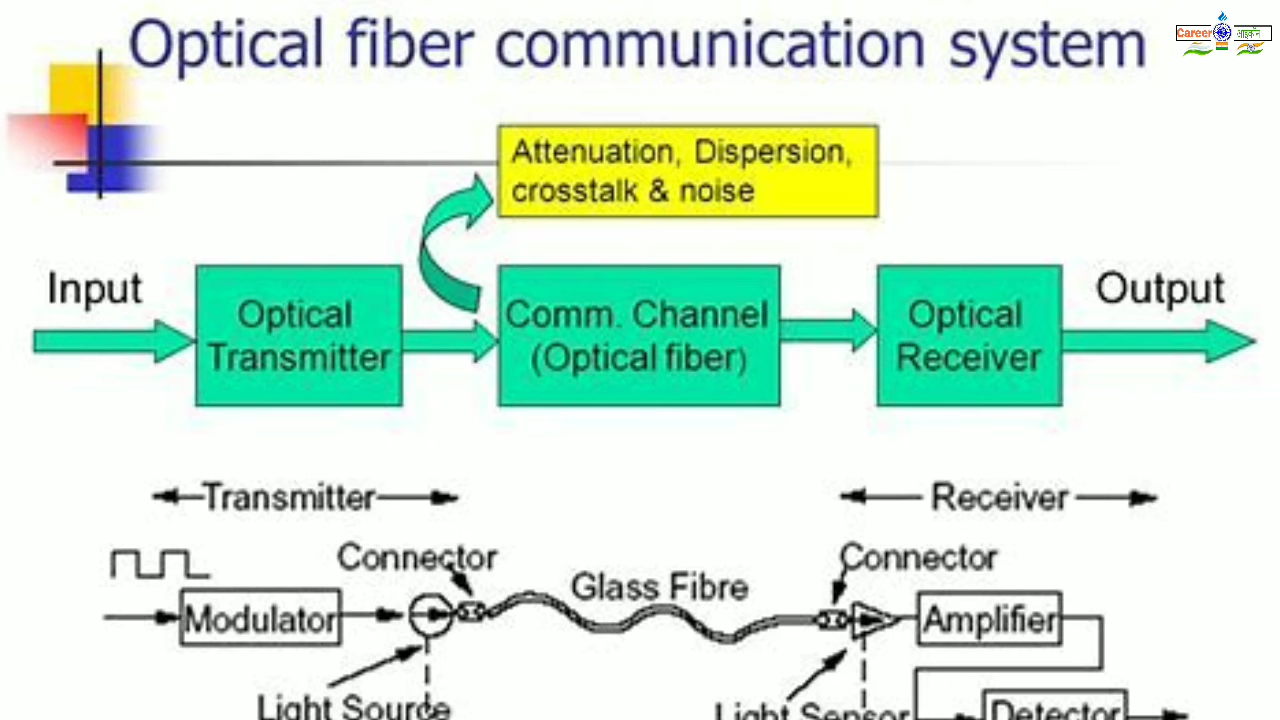 Optical fiber communication system
Career आइकॉन
Attenuation, Dispersion,
crosstalk & noise
Input
Optical
Transmitter
Comm. Channel
(Optical fiber)
Optical
Receiver
Output
Transmitter
Receiver
Connector
Glass Fibre
Connector
Modulator
Amplifier
Light Source
Light Sensor
Detector